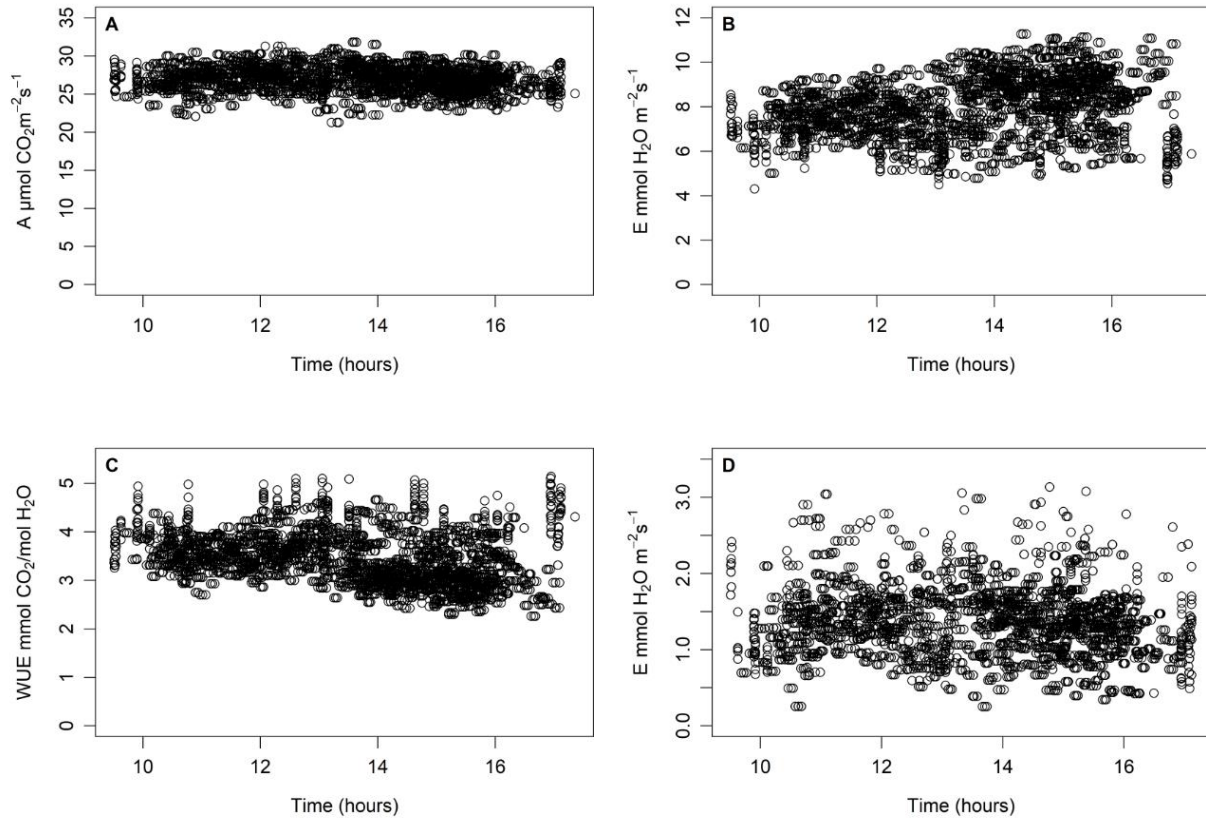 A
35
30
25
20
15
10
5
0
A µmol CO₂m⁻²s⁻¹
10 12 14 16
Time (hours)
B
12
10
8
6
4
2
0
E mmol H₂O m⁻²s⁻¹
10 12 14 16
Time (hours)
C
5
4
3
2
1
0
WUE mmol CO₂/mol H₂O
10 12 14 16
Time (hours)
D
3.0
2.0
1.0
0.0
E mmol H₂O m⁻²s⁻¹
10 12 14 16
Time (hours)